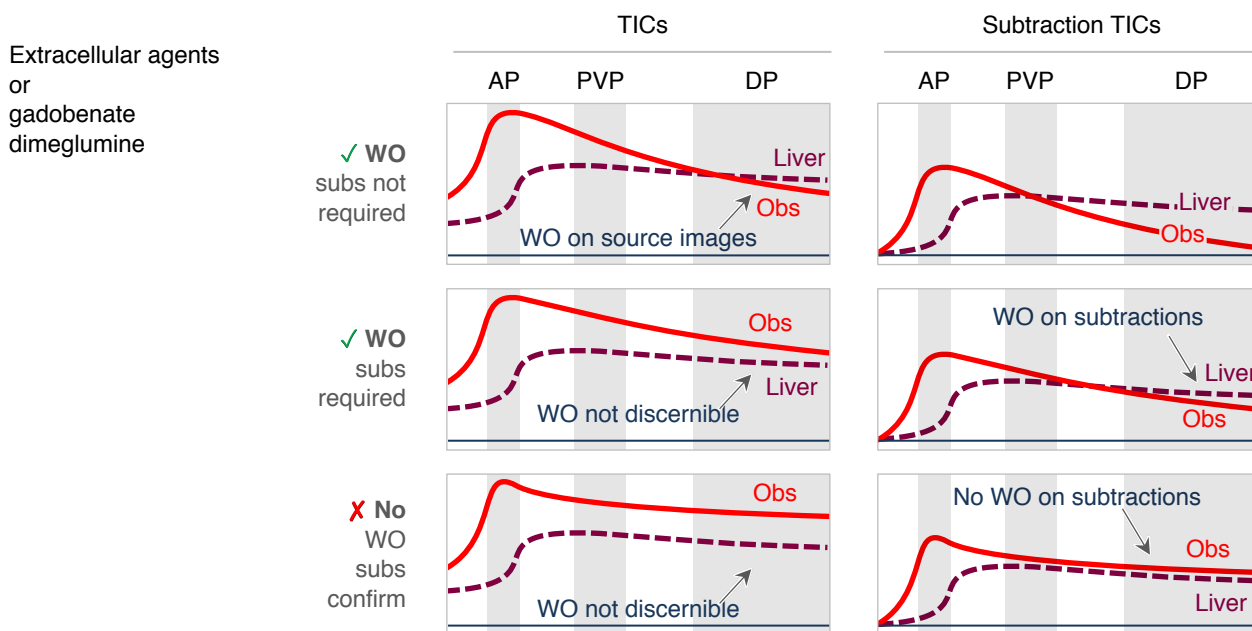 TICs
Subtraction TICs
Extracellular agents
or
gadobenate
dimeglumine
AP PVP DP
AP PVP DP
✓ WO
subs not
required
Liver
Obs
WO on source images
Liver
Obs
✓ WO
subs
required
Obs
Liver
WO not discernible
WO on subtractions
Liver
Obs
✗ No
WO
subs
confirm
Obs
WO not discernible
No WO on subtractions
Obs
Liver